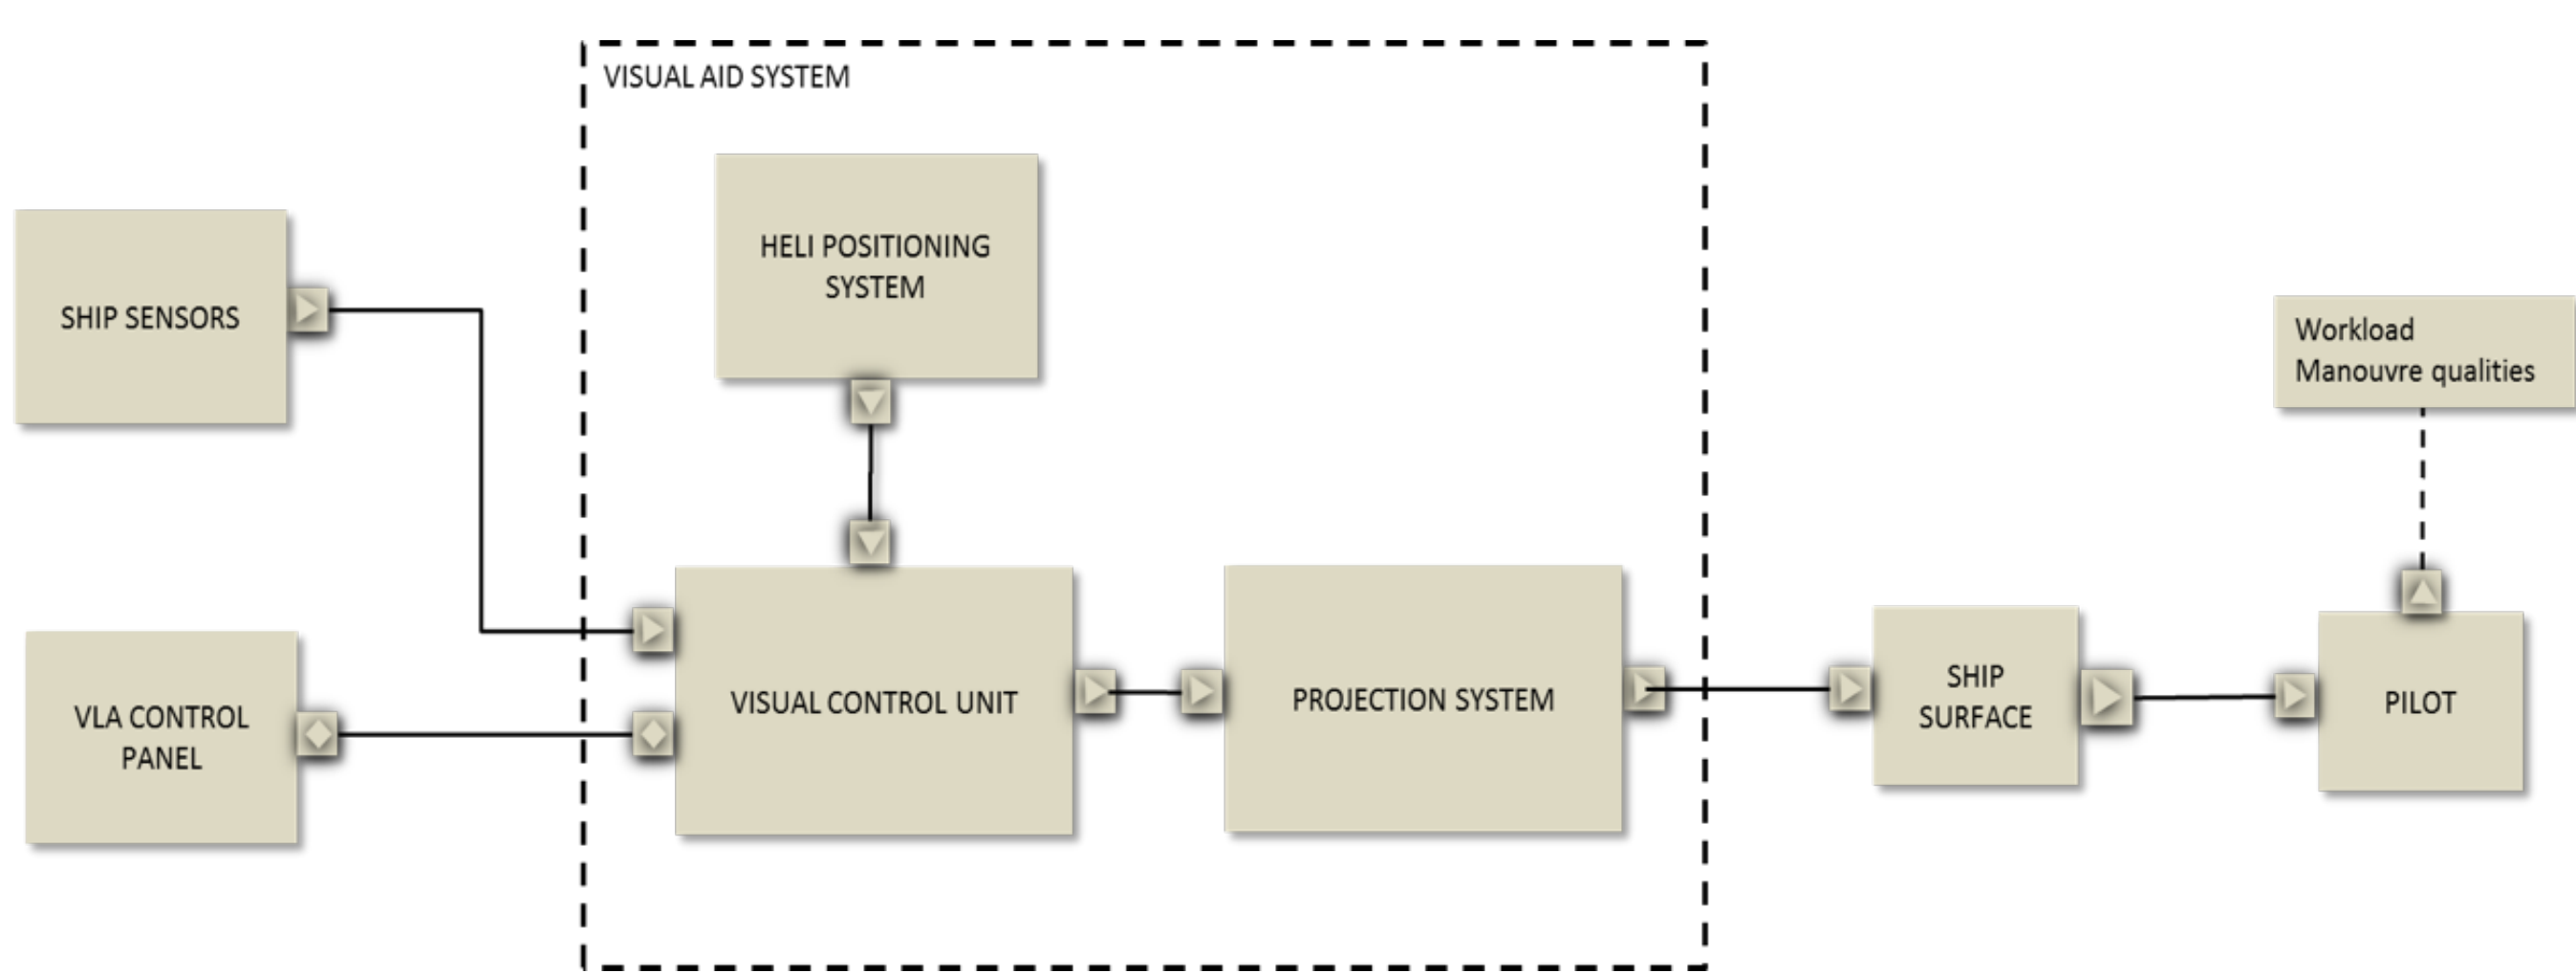 VISUAL AID SYSTEM
HELI POSITIONING
SYSTEM
SHIP SENSORS
Workload
Manouvre qualities
VLA CONTROL
PANEL
VISUAL CONTROL UNIT
PROJECTION SYSTEM
SHIP
SURFACE
PILOT